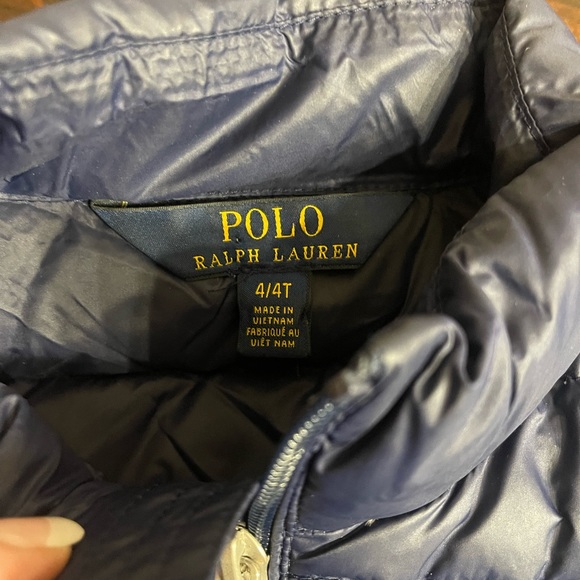 POLO
RALPH LAUREN
4/4T
MADE IN
VIETNAM
FABRIQUÉ AU
VIÊT NAM